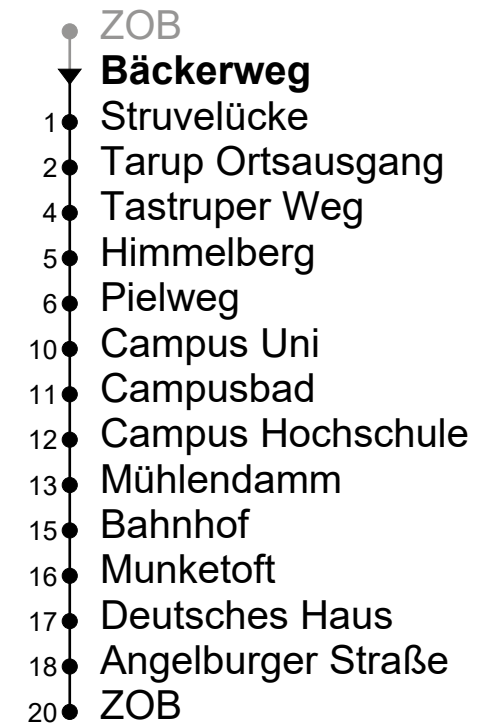 ZOB
Bäckerweg
1 Struvelücke
2 Tarup Ortsausgang
4 Tastruper Weg
5 Himmelberg
6 Pielweg
10 Campus Uni
11 Campusbad
12 Campus Hochschule
13 Mühlendamm
15 Bahnhof
16 Munketoft
17 Deutsches Haus
18 Angelburger Straße
20 ZOB